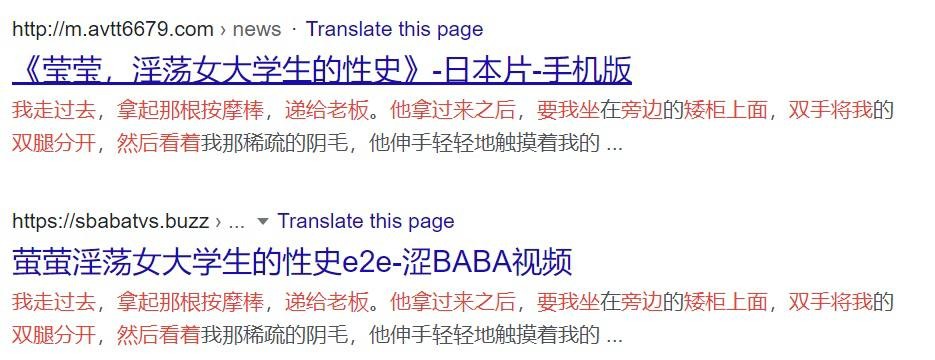 http://m.avtt6679.com › news · Translate this page
《莹莹，淫荡女大学生的性史》-日本片-手机版
我走过去，拿起那根按摩棒，递给老板。他拿过来之后，要我坐在旁边的矮柜上面，双手将我的
双腿分开，然后看着我那稀疏的阴毛，他伸手轻轻地触摸着我的 ...
https://sbabatvs.buzz › ... Translate this page
萤萤淫荡女大学生的性史e2e-涩BABA视频
我走过去，拿起那根按摩棒，递给老板。他拿过来之后，要我坐在旁边的矮柜上面，双手将我的
双腿分开，然后看着我那稀疏的阴毛，他伸手轻轻地触摸着我的 ...